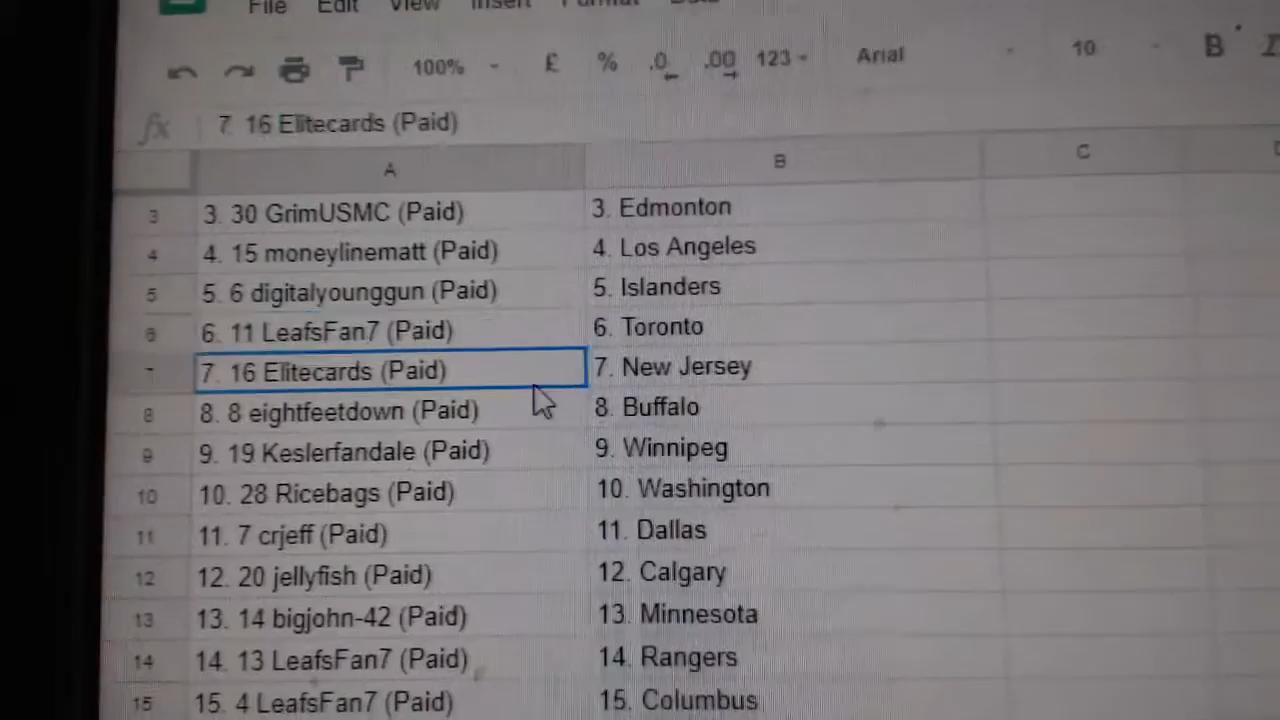 File Edit View Insert Format Data
100% £ % .0 .00 123 Arial 10 B I
fx 7. 16 Elitecards (Paid)
A B C
3 3. 30 GrimUSMC (Paid) 3. Edmonton
4 4. 15 moneylinematt (Paid) 4. Los Angeles
5 5. 6 digitalyounggun (Paid) 5. Islanders
6 6. 11 LeafsFan7 (Paid) 6. Toronto
7. 16 Elitecards (Paid) 7. New Jersey
8 8. 8 eightfeetdown (Paid) 8. Buffalo
9 9. 19 Keslerfandale (Paid) 9. Winnipeg
10 10. 28 Ricebags (Paid) 10. Washington
11 11. 7 crjeff (Paid) 11. Dallas
12 12. 20 jellyfish (Paid) 12. Calgary
13 13. 14 bigjohn-42 (Paid) 13. Minnesota
14 14. 13 LeafsFan7 (Paid) 14. Rangers
15 15. 4 LeafsFan7 (Paid) 15. Columbus